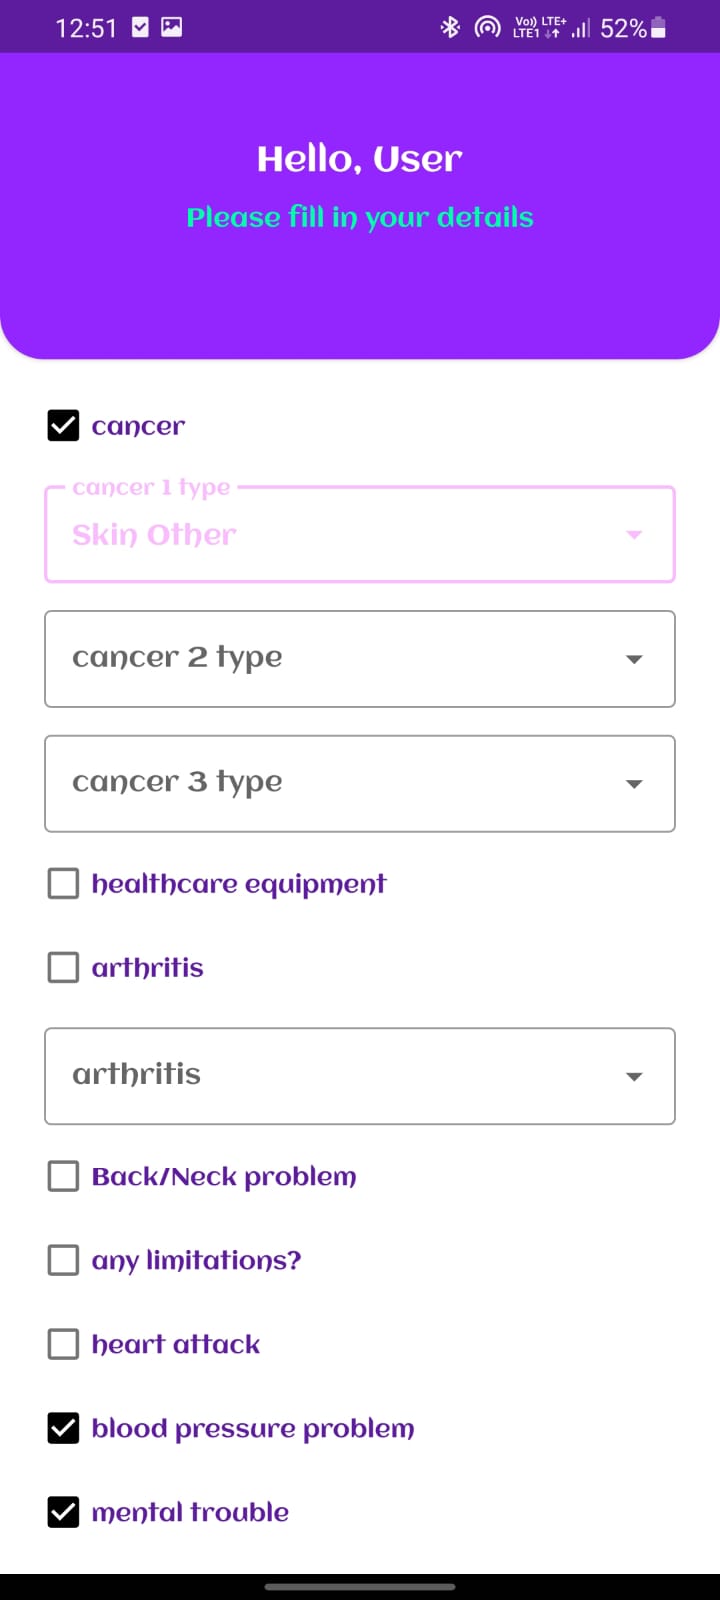 12:51
Vo)) LTE+
LTE1
52%
Hello, User
Please fill in your details
cancer
cancer 1 type
Skin Other
cancer 2 type
cancer 3 type
healthcare equipment
arthritis
arthritis
Back/Neck problem
any limitations?
heart attack
blood pressure problem
mental trouble